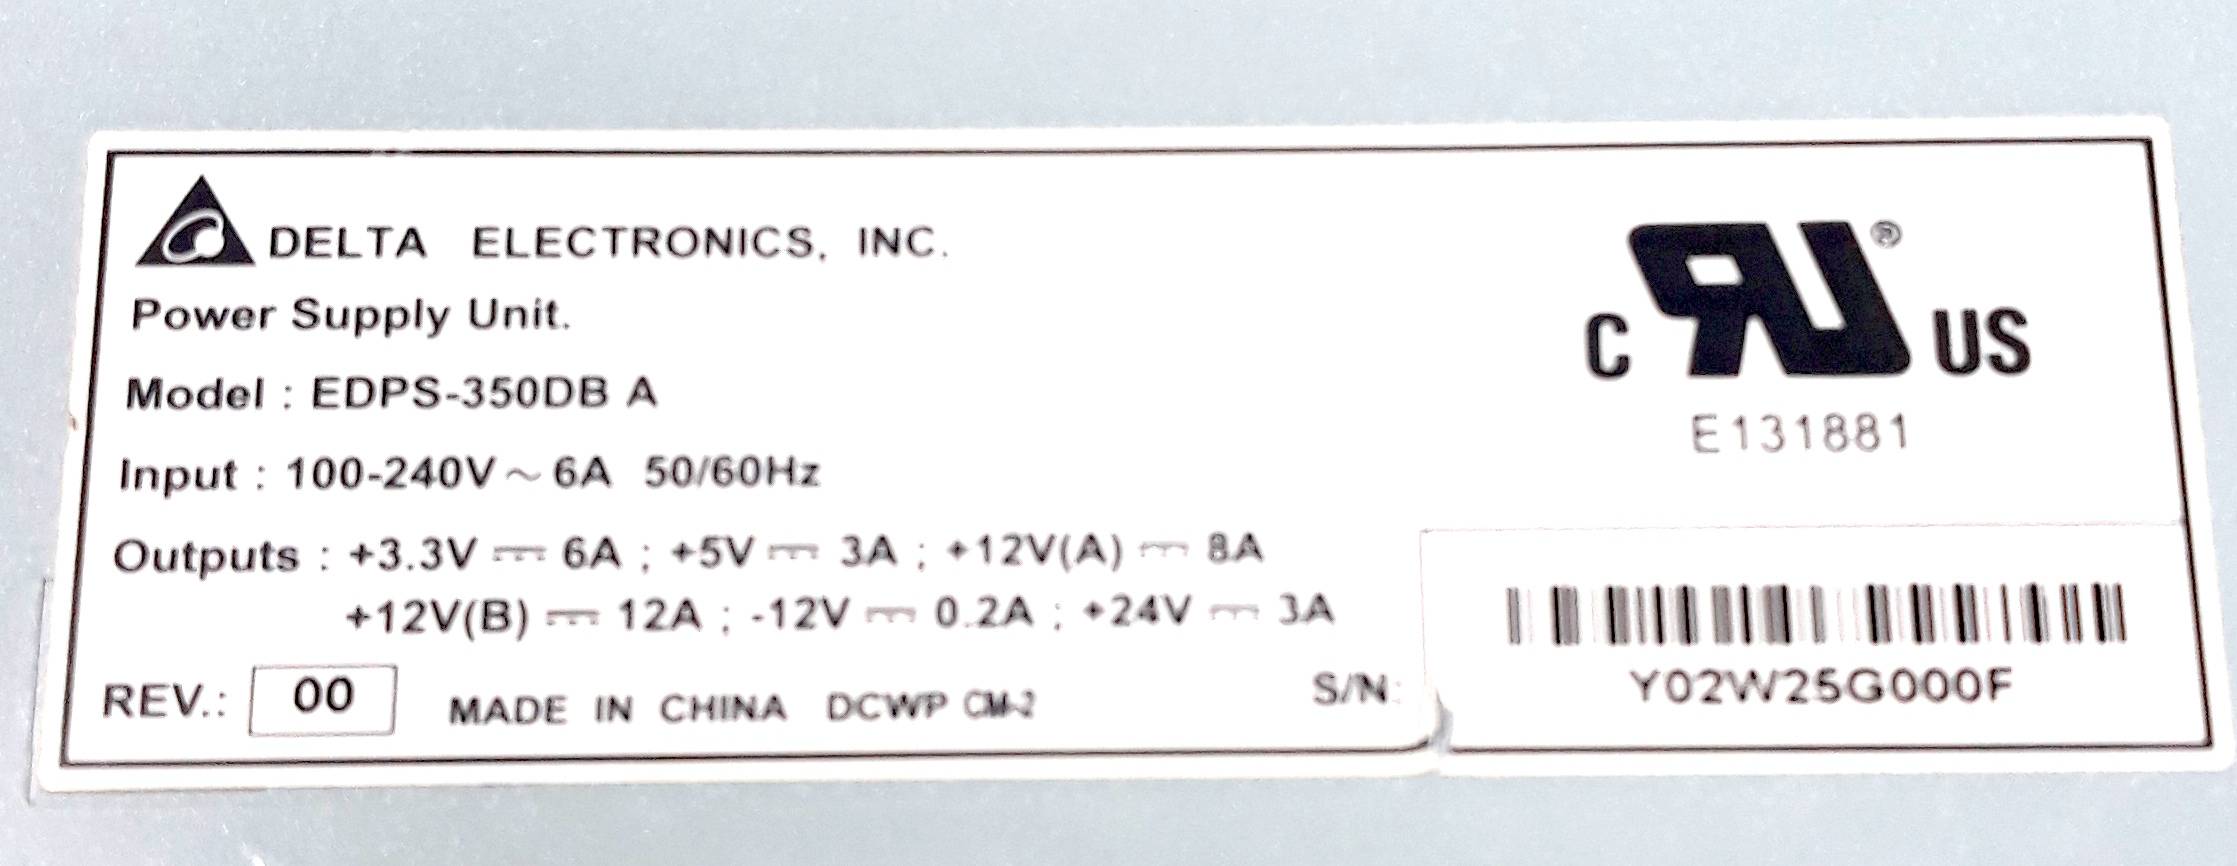 DELTA ELECTRONICS, INC.
Power Supply Unit.
Model : EDPS-350DB A
Input : 100-240V ~ 6A 50/60Hz
Outputs : +3.3V ⎓ 6A ; +5V ⎓ 3A ; +12V(A) ⎓ 8A
+12V(B) ⎓ 12A ; -12V ⎓ 0.2A ; +24V ⎓ 3A
REV.: 00 MADE IN CHINA DCWP CM-2
C RU ® US
E131881
S/N: Y02W25G000F